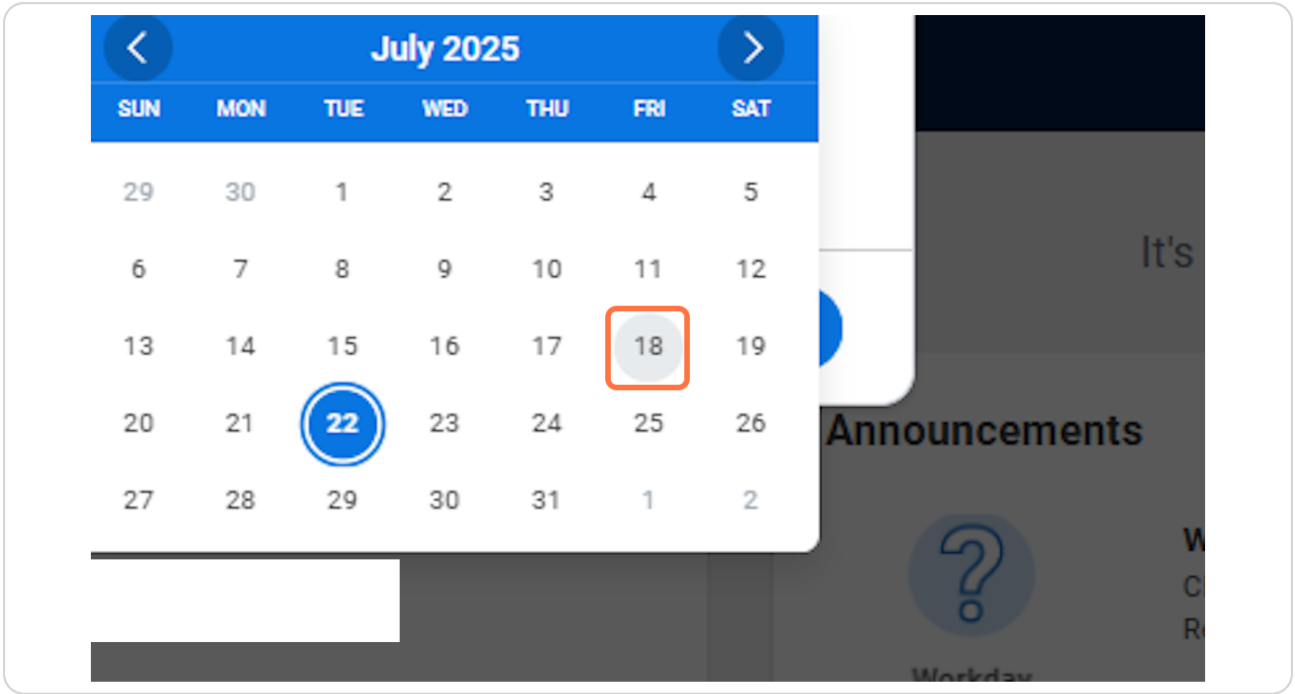 July 2025
SUN MON TUE WED THU FRI SAT
29 30 1 2 3 4 5
6 7 8 9 10 11 12
13 14 15 16 17 18 19
20 21 22 23 24 25 26
27 28 29 30 31 1 2
It's
Announcements
?
W
Workday